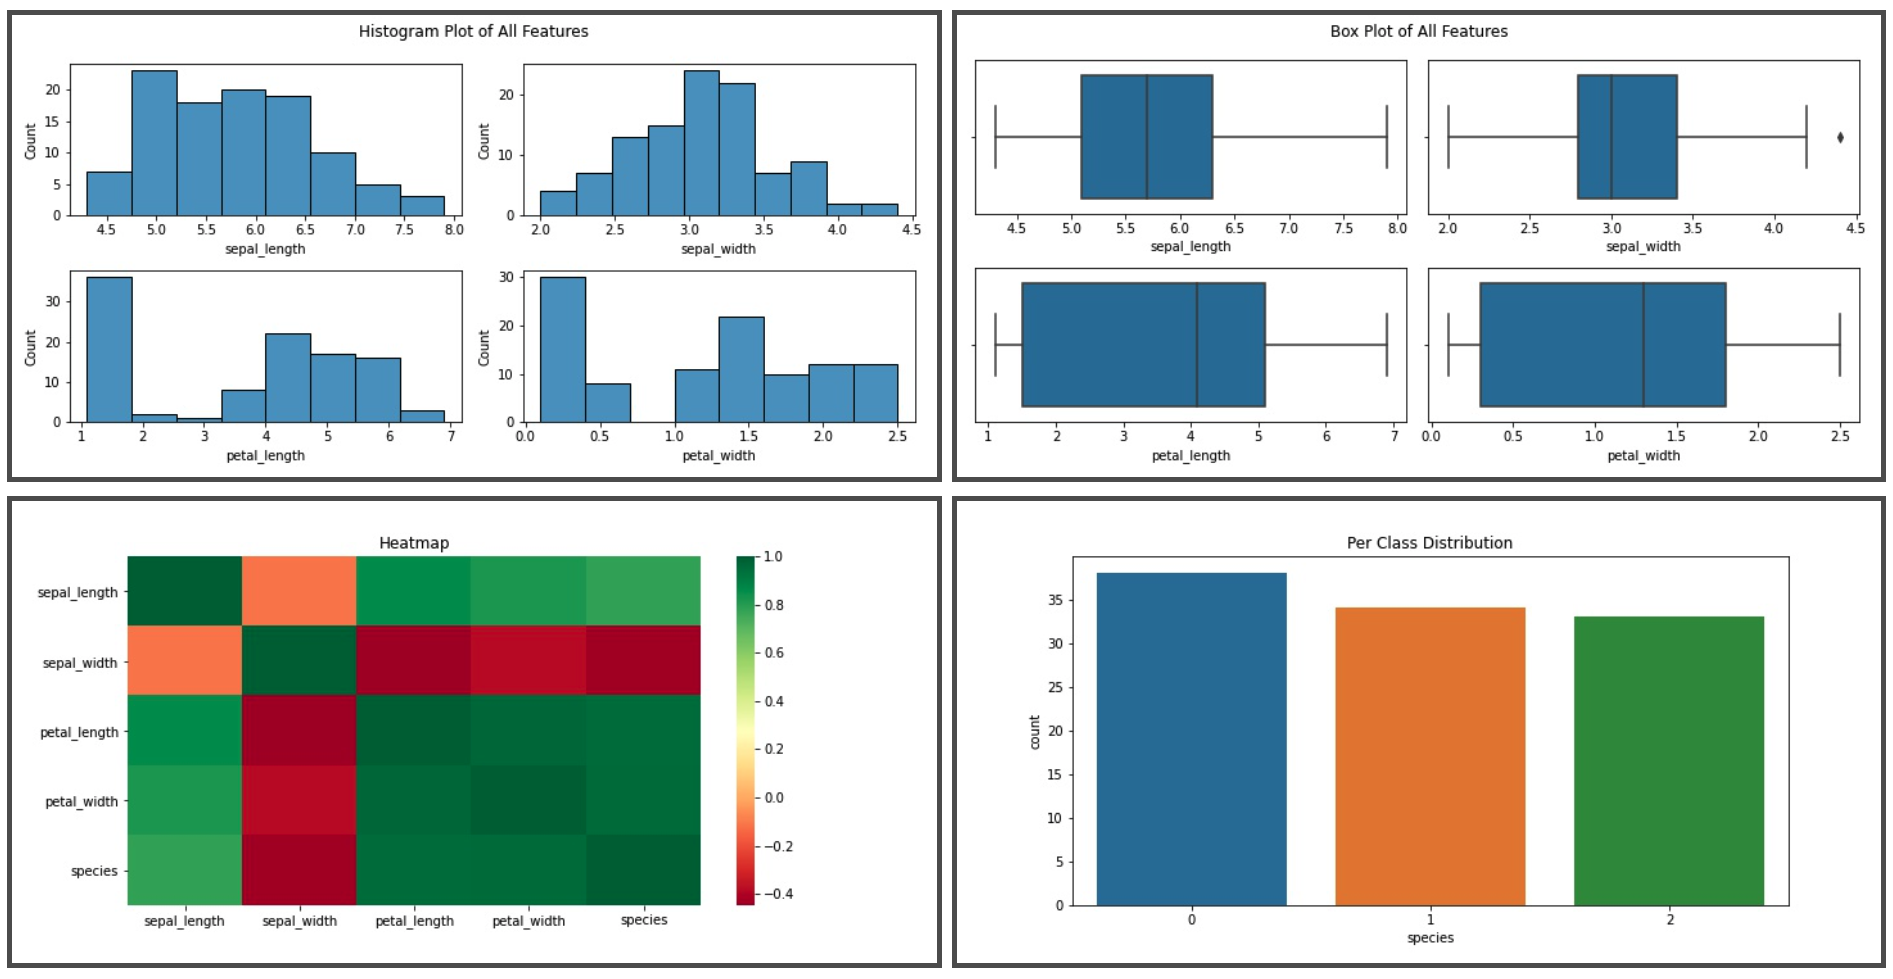 Histogram Plot of All Features
Count
20
15
10
5
0
4.5 5.0 5.5 6.0 6.5 7.0 7.5 8.0
sepal_length
Count
20
10
0
2.0 2.5 3.0 3.5 4.0 4.5
sepal_width
Count
30
20
10
0
1 2 3 4 5 6 7
petal_length
Count
30
20
10
0
0.0 0.5 1.0 1.5 2.0 2.5
petal_width
Box Plot of All Features
4.5 5.0 5.5 6.0 6.5 7.0 7.5 8.0
sepal_length
2.0 2.5 3.0 3.5 4.0 4.5
sepal_width
1 2 3 4 5 6 7
petal_length
0.0 0.5 1.0 1.5 2.0 2.5
petal_width
Heatmap
sepal_length
sepal_width
petal_length
petal_width
species
sepal_length sepal_width petal_length petal_width species
1.0
0.8
0.6
0.4
0.2
0.0
−0.2
−0.4
Per Class Distribution
count
35
30
25
20
15
10
5
0
0 1 2
species